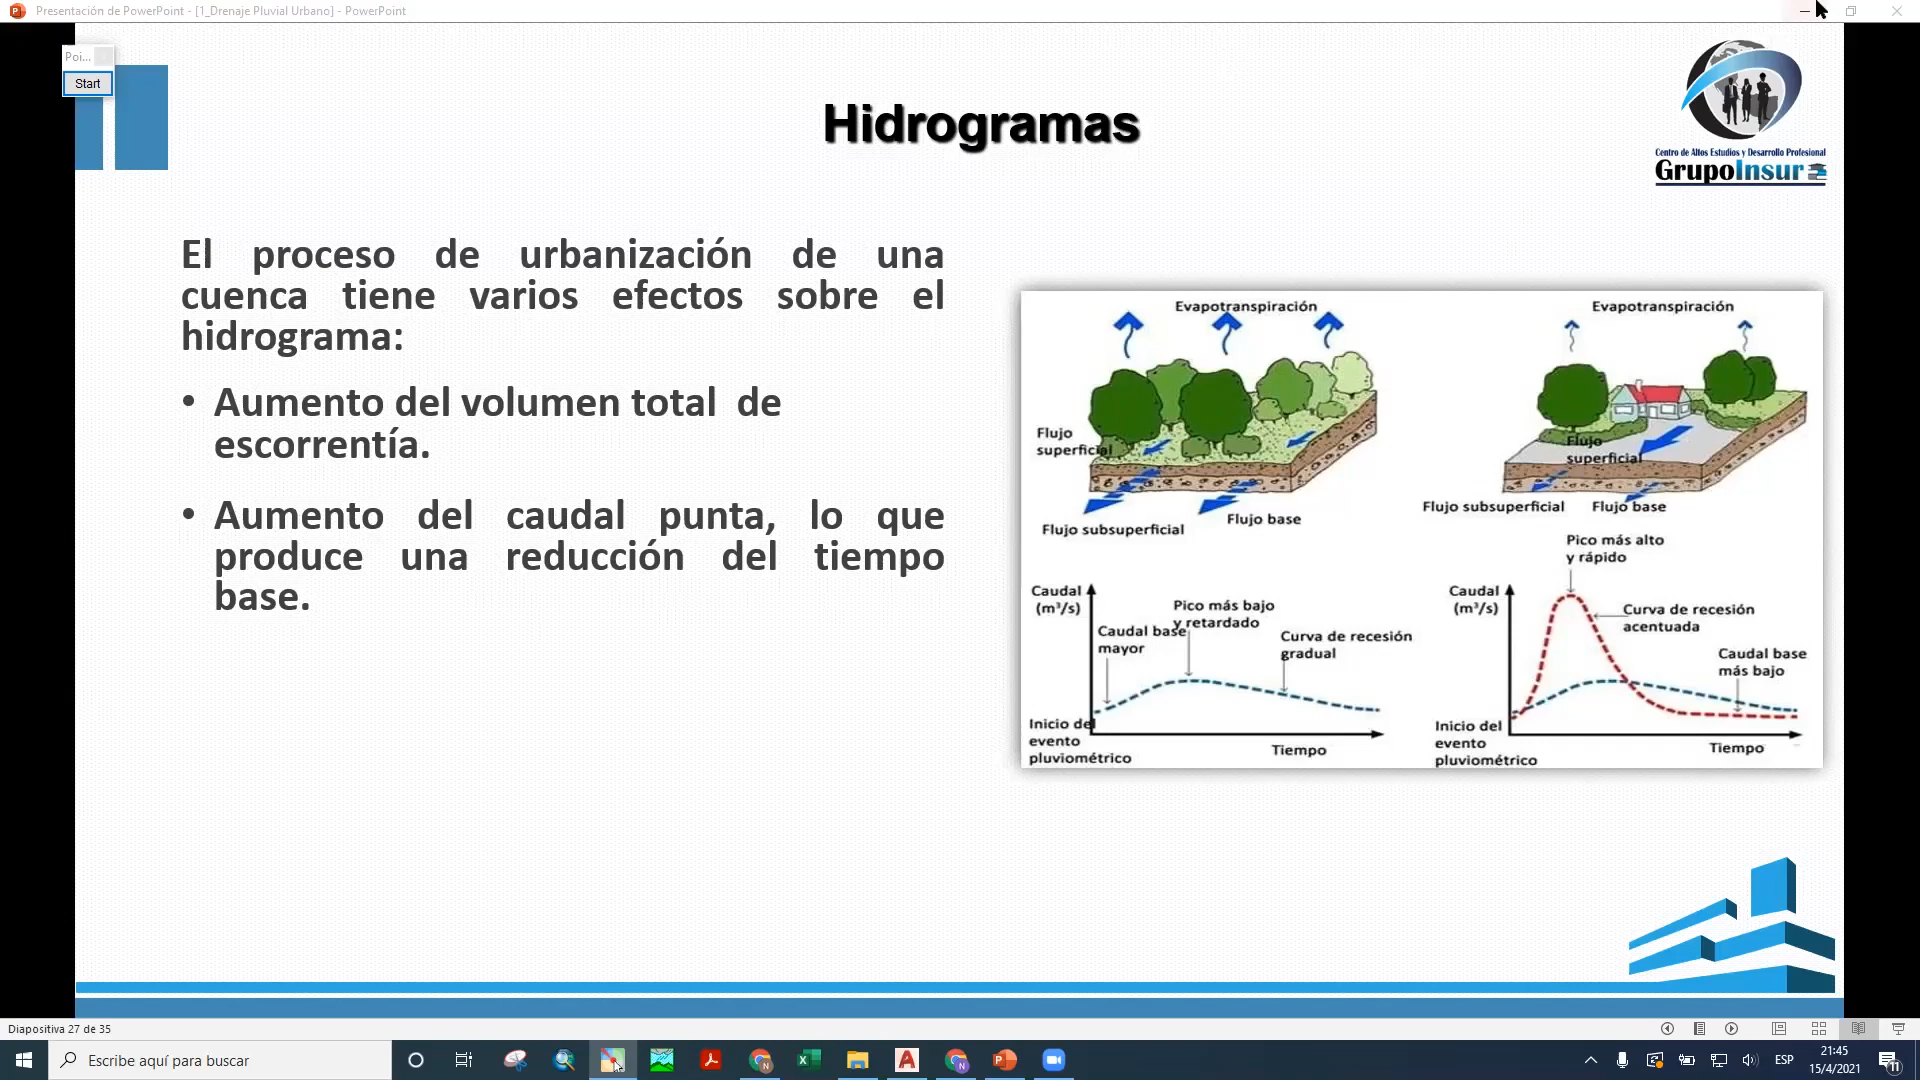 Presentación de PowerPoint - [1_Drenaje Pluvial Urbano] - PowerPoint
Poi...
Start
Hidrogramas
Centro de Altos Estudios y Desarrollo Profesional
GrupoInsur
El proceso de urbanización de una
cuenca tiene varios efectos sobre el
hidrograma:
• Aumento del volumen total de
escorrentía.
• Aumento del caudal punta, lo que
produce una reducción del tiempo
base.
Evapotranspiración
Flujo
superficial
Flujo subsuperficial
Flujo base
Evapotranspiración
Flujo
superficial
Flujo subsuperficial
Flujo base
Caudal
(m³/s)
Caudal base
mayor
Pico más bajo
y retardado
Curva de recesión
gradual
Inicio del
evento
pluviométrico
Tiempo
Pico más alto
y rápido
Caudal
(m³/s)
Curva de recesión
acentuada
Caudal base
más bajo
Inicio del
evento
pluviométrico
Tiempo
Diapositiva 27 de 35
Escribe aquí para buscar
ESP
21:45
15/4/2021
11